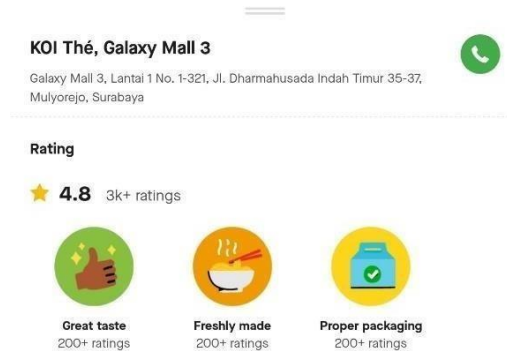 KOI Thé, Galaxy Mall 3
Galaxy Mall 3, Lantai 1 No. 1-321, Jl. Dharmahusada Indah Timur 35-37,
Mulyorejo, Surabaya
Rating
4.8 3k+ ratings
Great taste Freshly made Proper packaging
200+ ratings 200+ ratings 200+ ratings